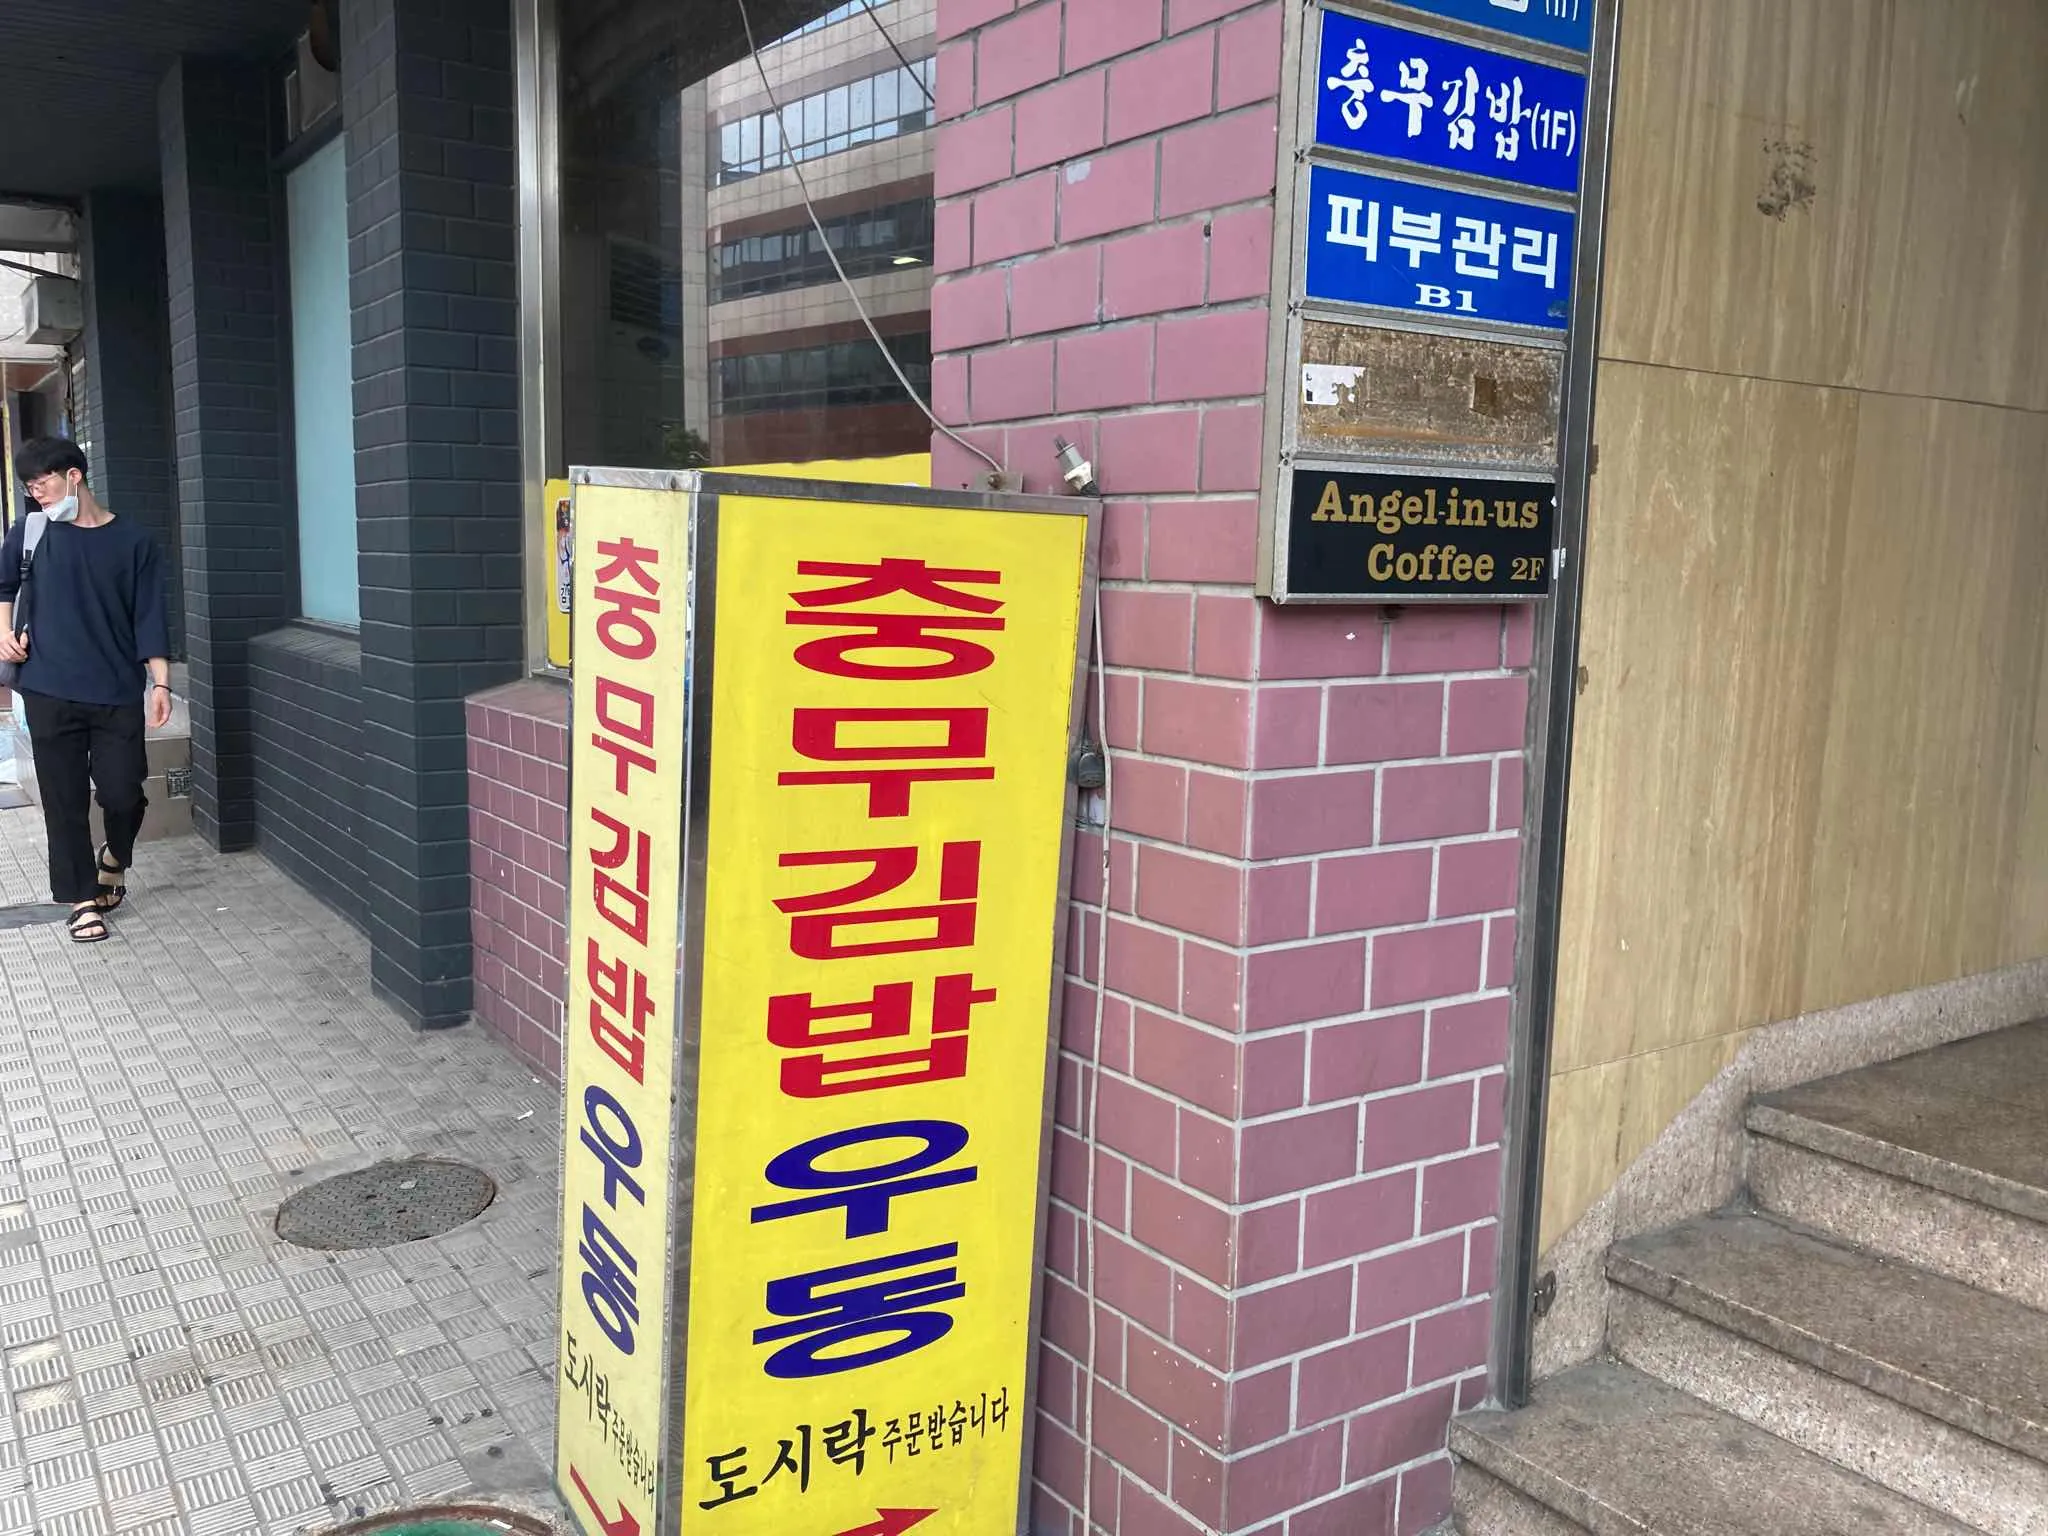 충무김밥(1F)
피부관리
B1
Angel-in-us
Coffee 2F
충무김밥우동
도시락 주문받습니다
충무김밥우동
도시락 주문받습니다